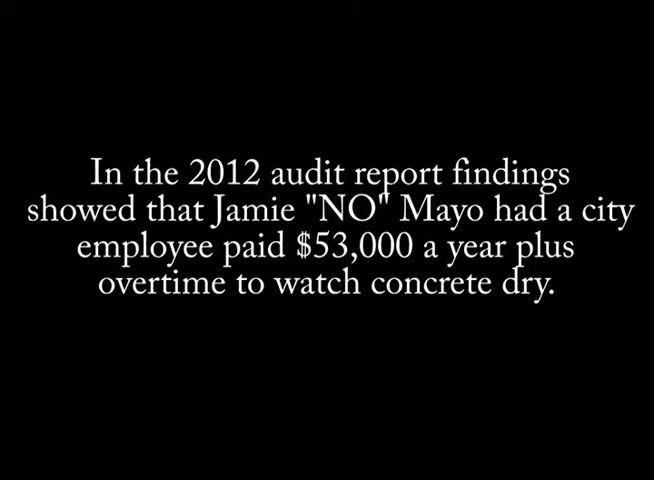 In the 2012 audit report findings
showed that Jamie "NO" Mayo had a city
employee paid $53,000 a year plus
overtime to watch concrete dry.